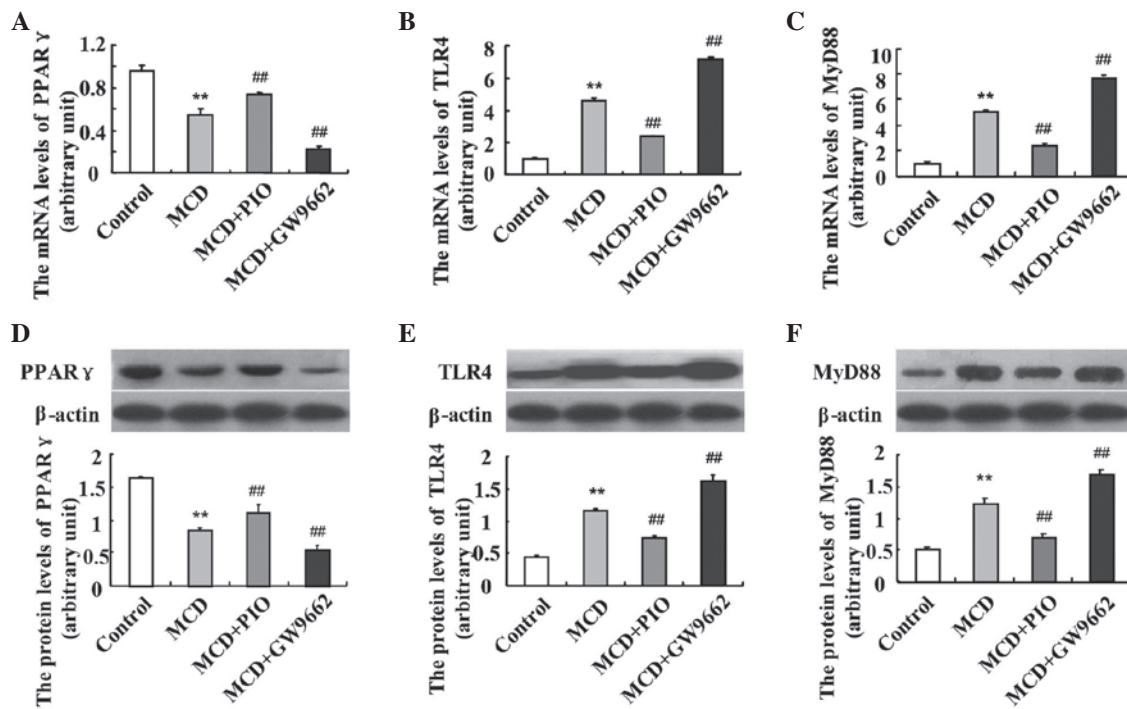 A
The mRNA levels of PPAR γ
(arbitrary unit)
1.2
0.8
0.4
0
**
##
##
Control
MCD
MCD+PIO
MCD+GW9662
B
The mRNA levels of TLR4
(arbitrary unit)
8
6
4
2
0
**
##
##
Control
MCD
MCD+PIO
MCD+GW9662
C
The mRNA levels of MyD88
(arbitrary unit)
10
8
6
4
2
0
**
##
##
Control
MCD
MCD+PIO
MCD+GW9662
D
PPAR γ
β-actin
The protein levels of PPAR γ
(arbitrary unit)
2
1.5
1
0.5
0
**
##
##
Control
MCD
MCD+PIO
MCD+GW9662
E
TLR4
β-actin
The protein levels of TLR4
(arbitrary unit)
2
1.5
1
0.5
0
**
##
##
Control
MCD
MCD+PIO
MCD+GW9662
F
MyD88
β-actin
The protein levels of MyD88
(arbitrary unit)
2
1.5
1
0.5
0
**
##
##
Control
MCD
MCD+PIO
MCD+GW9662